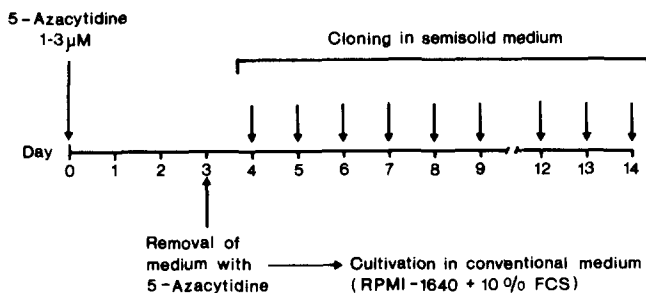 5-Azacytidine
1-3 µM
Cloning in semisolid medium
Day
0 1 2 3 4 5 6 7 8 9 12 13 14
Removal of
medium with
5-Azacytidine
Cultivation in conventional medium
(RPMI-1640 + 10% FCS)